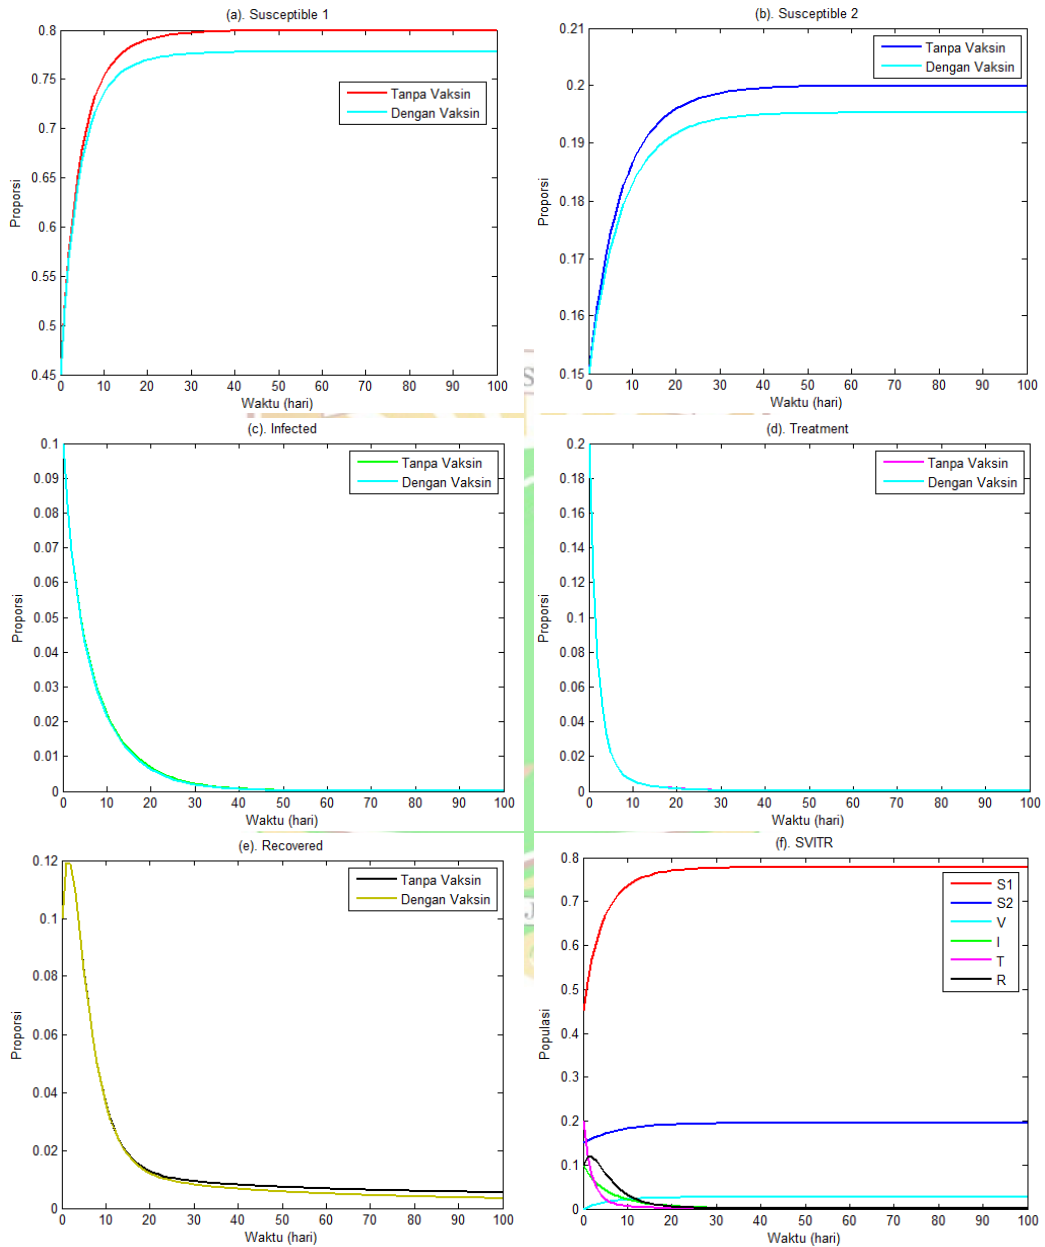 (a). Susceptible 1
0.8
0.75
0.7
0.65
0.6
0.55
0.5
0.45
Proporsi
Tanpa Vaksin
Dengan Vaksin
0 10 20 30 40 50 60 70 80 90 100
Waktu (hari)
(b). Susceptible 2
0.21
0.2
0.19
0.18
0.17
0.16
0.15
Proporsi
Tanpa Vaksin
Dengan Vaksin
0 10 20 30 40 50 60 70 80 90 100
Waktu (hari)
(c). Infected
0.1
0.09
0.08
0.07
0.06
0.05
0.04
0.03
0.02
0.01
0
Proporsi
Tanpa Vaksin
Dengan Vaksin
0 10 20 30 40 50 60 70 80 90 100
Waktu (hari)
(d). Treatment
0.2
0.18
0.16
0.14
0.12
0.1
0.08
0.06
0.04
0.02
0
Proporsi
Tanpa Vaksin
Dengan Vaksin
0 10 20 30 40 50 60 70 80 90 100
Waktu (hari)
(e). Recovered
0.12
0.1
0.08
0.06
0.04
0.02
0
Proporsi
Tanpa Vaksin
Dengan Vaksin
0 10 20 30 40 50 60 70 80 90 100
Waktu (hari)
(f). SVITR
0.8
0.7
0.6
0.5
0.4
0.3
0.2
0.1
0
Populasi
S1
S2
V
I
T
R
0 10 20 30 40 50 60 70 80 90 100
Waktu (hari)